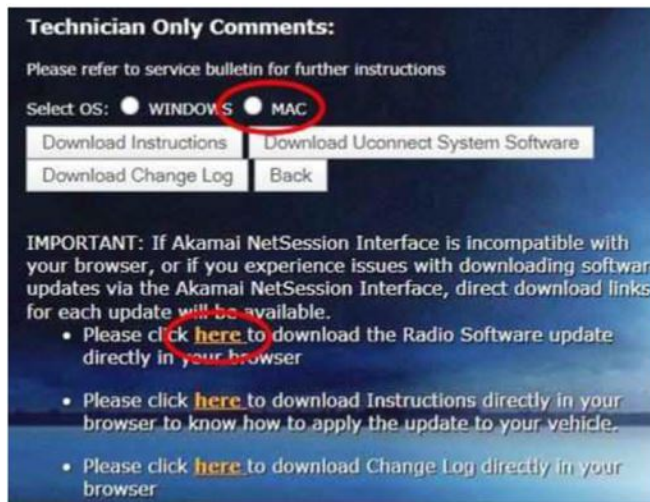 Technician Only Comments:
Please refer to service bulletin for further instructions
Select OS: WINDOWS MAC
Download Instructions Download Uconnect System Software
Download Change Log Back
IMPORTANT: If Akamai NetSession Interface is incompatible with
your browser, or if you experience issues with downloading softwar
updates via the Akamai NetSession Interface, direct download links
for each update will be available.
• Please click here to download the Radio Software update
directly in your browser
• Please click here to download Instructions directly in your
browser to know how to apply the update to your vehicle.
• Please click here to download Change Log directly in your
browser